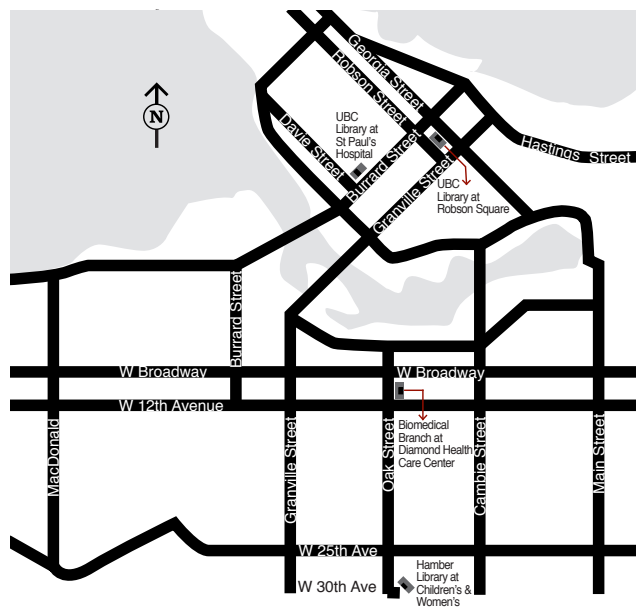 Georgia Street
Robson Street
UBC
Library at
St Paul's
Hospital
Davie Street
Burrard Street
N
Hastings Street
Granville Street
UBC
Library at
Robson Square
Burrard Street
W Broadway
W Broadway
W 12th Avenue
Biomedical
Branch at
Diamond Health
Care Center
MacDonald
Granville Street
Oak Street
Cambie Street
Main Street
W 25th Ave
W 30th Ave
Hamber
Library at
Children's &
Women's